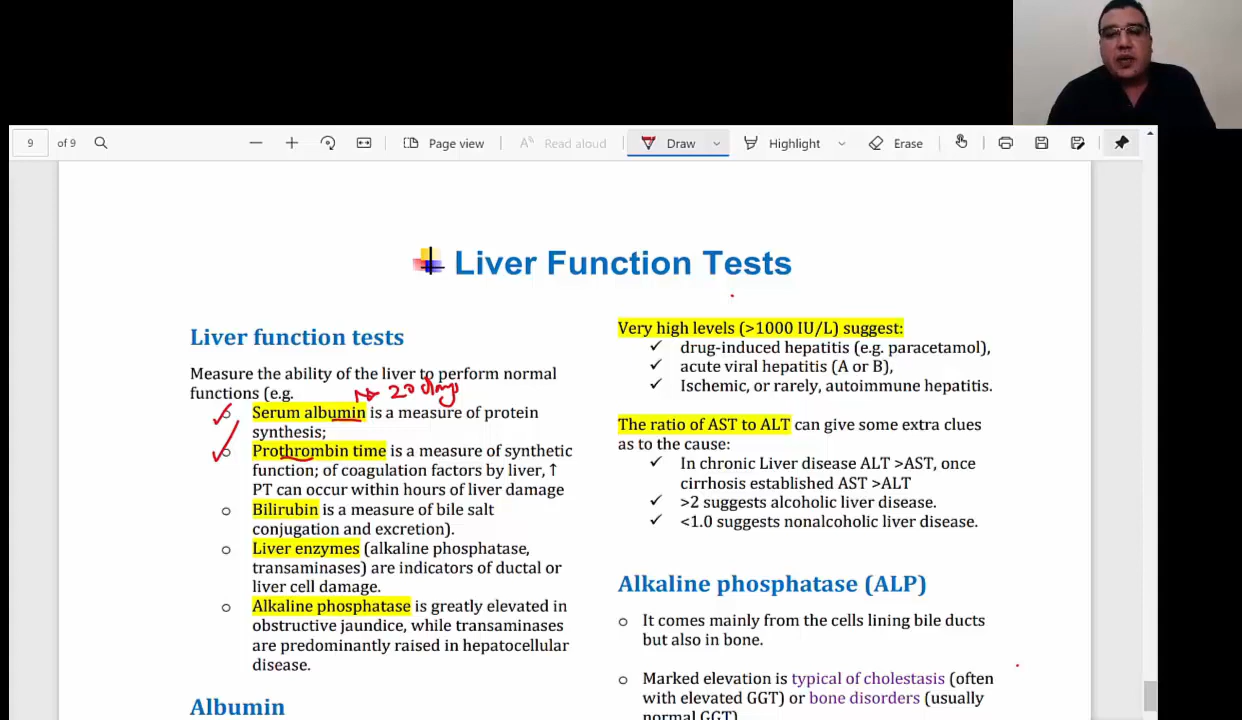 9 of 9
Page view
Read aloud
Draw
Highlight
Erase
Liver Function Tests
Liver function tests
Measure the ability of the liver to perform normal
functions (e.g.
20 days
Serum albumin is a measure of protein
synthesis;
Prothrombin time is a measure of synthetic
function; of coagulation factors by liver, ↑
PT can occur within hours of liver damage
Bilirubin is a measure of bile salt
conjugation and excretion).
Liver enzymes (alkaline phosphatase,
transaminases) are indicators of ductal or
liver cell damage.
Alkaline phosphatase is greatly elevated in
obstructive jaundice, while transaminases
are predominantly raised in hepatocellular
disease.
Albumin
Very high levels (>1000 IU/L) suggest:
drug-induced hepatitis (e.g. paracetamol),
acute viral hepatitis (A or B),
Ischemic, or rarely, autoimmune hepatitis.
The ratio of AST to ALT can give some extra clues
as to the cause:
In chronic Liver disease ALT >AST, once
cirrhosis established AST >ALT
>2 suggests alcoholic liver disease.
<1.0 suggests nonalcoholic liver disease.
Alkaline phosphatase (ALP)
It comes mainly from the cells lining bile ducts
but also in bone.
Marked elevation is typical of cholestasis (often
with elevated GGT) or bone disorders (usually
normal GGT)